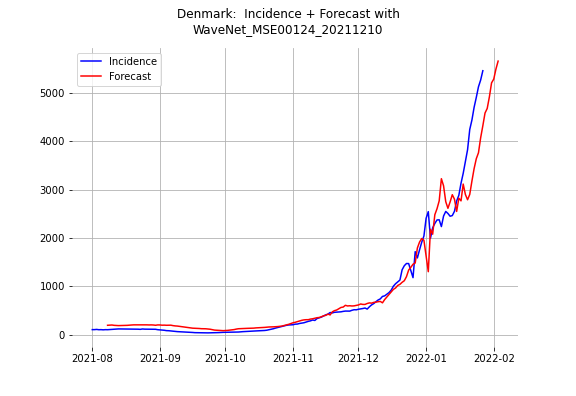 Denmark:  Incidence + Forecast with
WaveNet_MSE00124_20211210
Incidence
Forecast
5000
4000
3000
2000
1000
0
2021-08 2021-09 2021-10 2021-11 2021-12 2022-01 2022-02